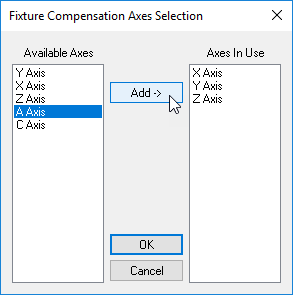 Fixture Compensation Axes Selection
Available Axes
Y Axis
X Axis
Z Axis
A Axis
C Axis
Add ->
Axes In Use
X Axis
Y Axis
Z Axis
OK
Cancel